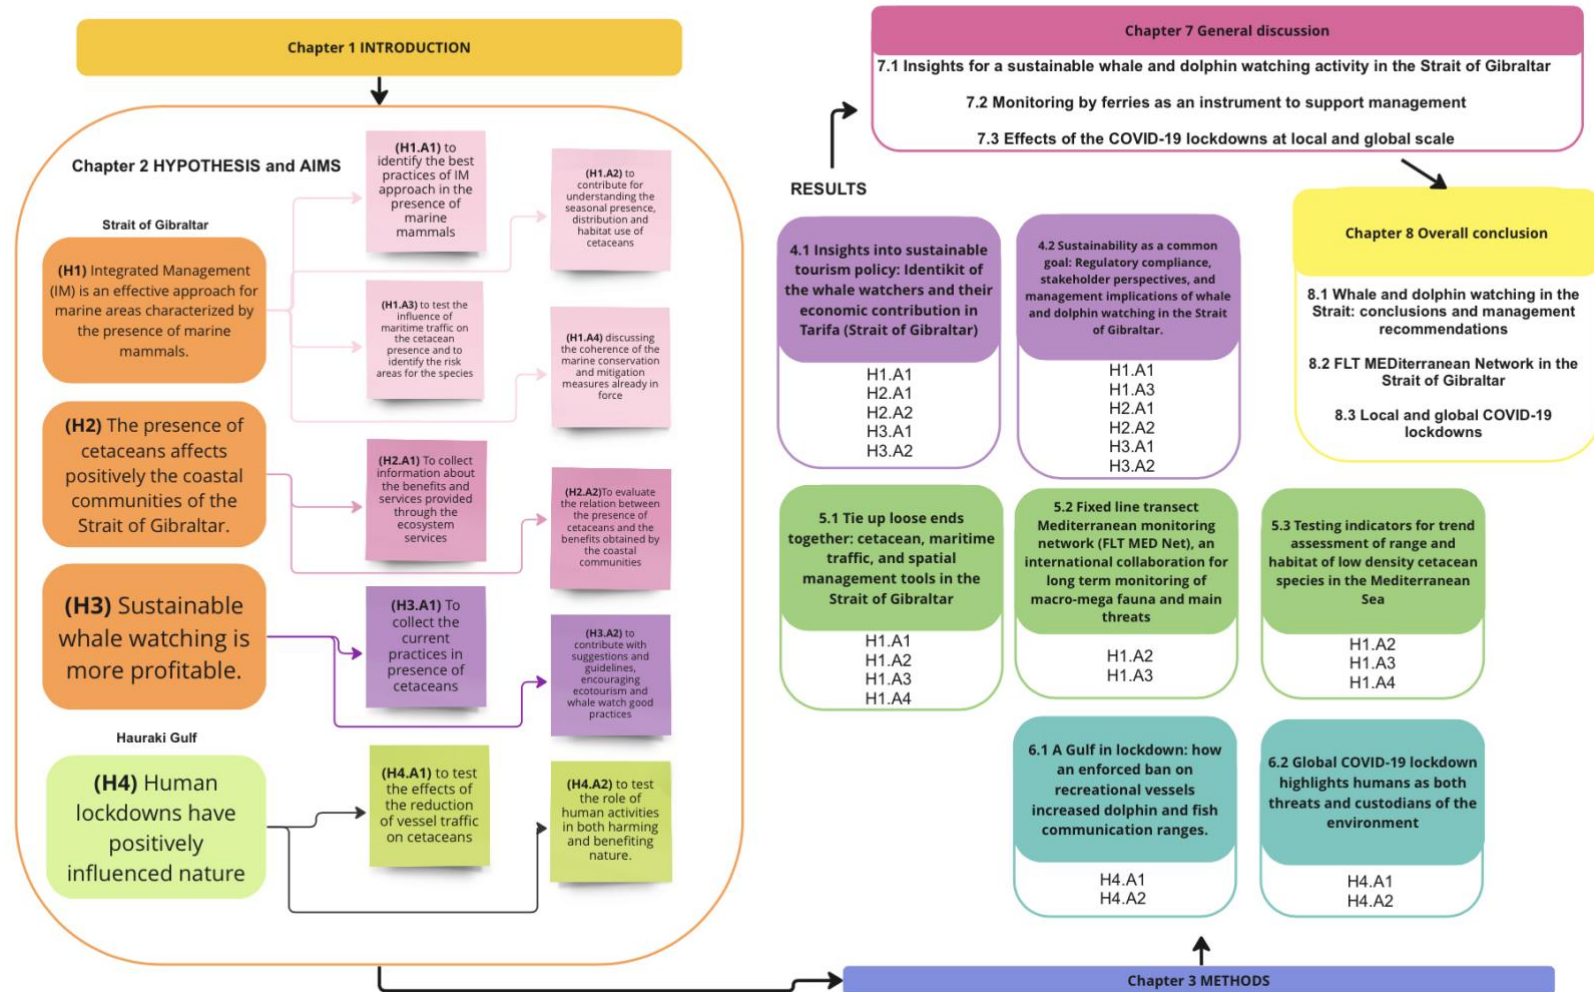 Chapter 1 INTRODUCTION
Chapter 2 HYPOTHESIS and AIMS
Strait of Gibraltar
(H1) Integrated Management
(IM) is an effective approach for
marine areas characterized by
the presence of marine
mammals.
(H1.A1) to
identify the best
practices of IM
approach in the
presence of
marine
mammals
(H1.A2) to
contribute for
understanding the
seasonal presence,
distribution and
habitat use of
cetaceans
(H1.A3) to test the
influence of
maritime traffic on
the cetacean
presence and to
identify the risk
areas for the species
(H1.A4) discussing
the coherence of the
marine conservation
and mitigation
measures already in
force
(H2) The presence of
cetaceans affects
positively the coastal
communities of the
Strait of Gibraltar.
(H2.A1) To collect
information about
the benefits and
services provided
through the
ecosystem
services
(H2.A2)To evaluate
the relation between
the presence of
cetaceans and the
benefits obtained by
the coastal
communities
(H3) Sustainable
whale watching is
more profitable.
(H3.A1) To
collect the
current
practices in
presence of
cetaceans
(H3.A2) to
contribute with
suggestions and
guidelines,
encouraging
ecotourism and
whale watch good
practices
Hauraki Gulf
(H4) Human
lockdowns have
positively
influenced nature
(H4.A1) to test
the effects of
the reduction
of vessel traffic
on cetaceans
(H4.A2) to test
the role of
human activities
in both harming
and benefiting
nature.
Chapter 3 METHODS
RESULTS
4.1 Insights into sustainable
tourism policy: Identikit of
the whale watchers and their
economic contribution in
Tarifa (Strait of Gibraltar)
H1.A1
H2.A1
H2.A2
H3.A1
H3.A2
4.2 Sustainability as a common
goal: Regulatory compliance,
stakeholder perspectives, and
management implications of whale
and dolphin watching in the Strait
of Gibraltar.
H1.A1
H1.A3
H2.A1
H2.A2
H3.A1
H3.A2
5.1 Tie up loose ends
together: cetacean, maritime
traffic, and spatial
management tools in the
Strait of Gibraltar
H1.A1
H1.A2
H1.A3
H1.A4
5.2 Fixed line transect
Mediterranean monitoring
network (FLT MED Net), an
international collaboration for
long term monitoring of
macro-mega fauna and main
threats
H1.A2
H1.A3
5.3 Testing indicators for trend
assessment of range and
habitat of low density cetacean
species in the Mediterranean
Sea
H1.A2
H1.A3
H1.A4
6.1 A Gulf in lockdown: how
an enforced ban on
recreational vessels
increased dolphin and fish
communication ranges.
H4.A1
H4.A2
6.2 Global COVID-19 lockdown
highlights humans as both
threats and custodians of the
environment
H4.A1
H4.A2
Chapter 7 General discussion
7.1 Insights for a sustainable whale and dolphin watching activity in the Strait of Gibraltar
7.2 Monitoring by ferries as an instrument to support management
7.3 Effects of the COVID-19 lockdowns at local and global scale
Chapter 8 Overall conclusion
8.1 Whale and dolphin watching in the
Strait: conclusions and management
recommendations
8.2 FLT MEDiterranean Network in the
Strait of Gibraltar
8.3 Local and global COVID-19
lockdowns